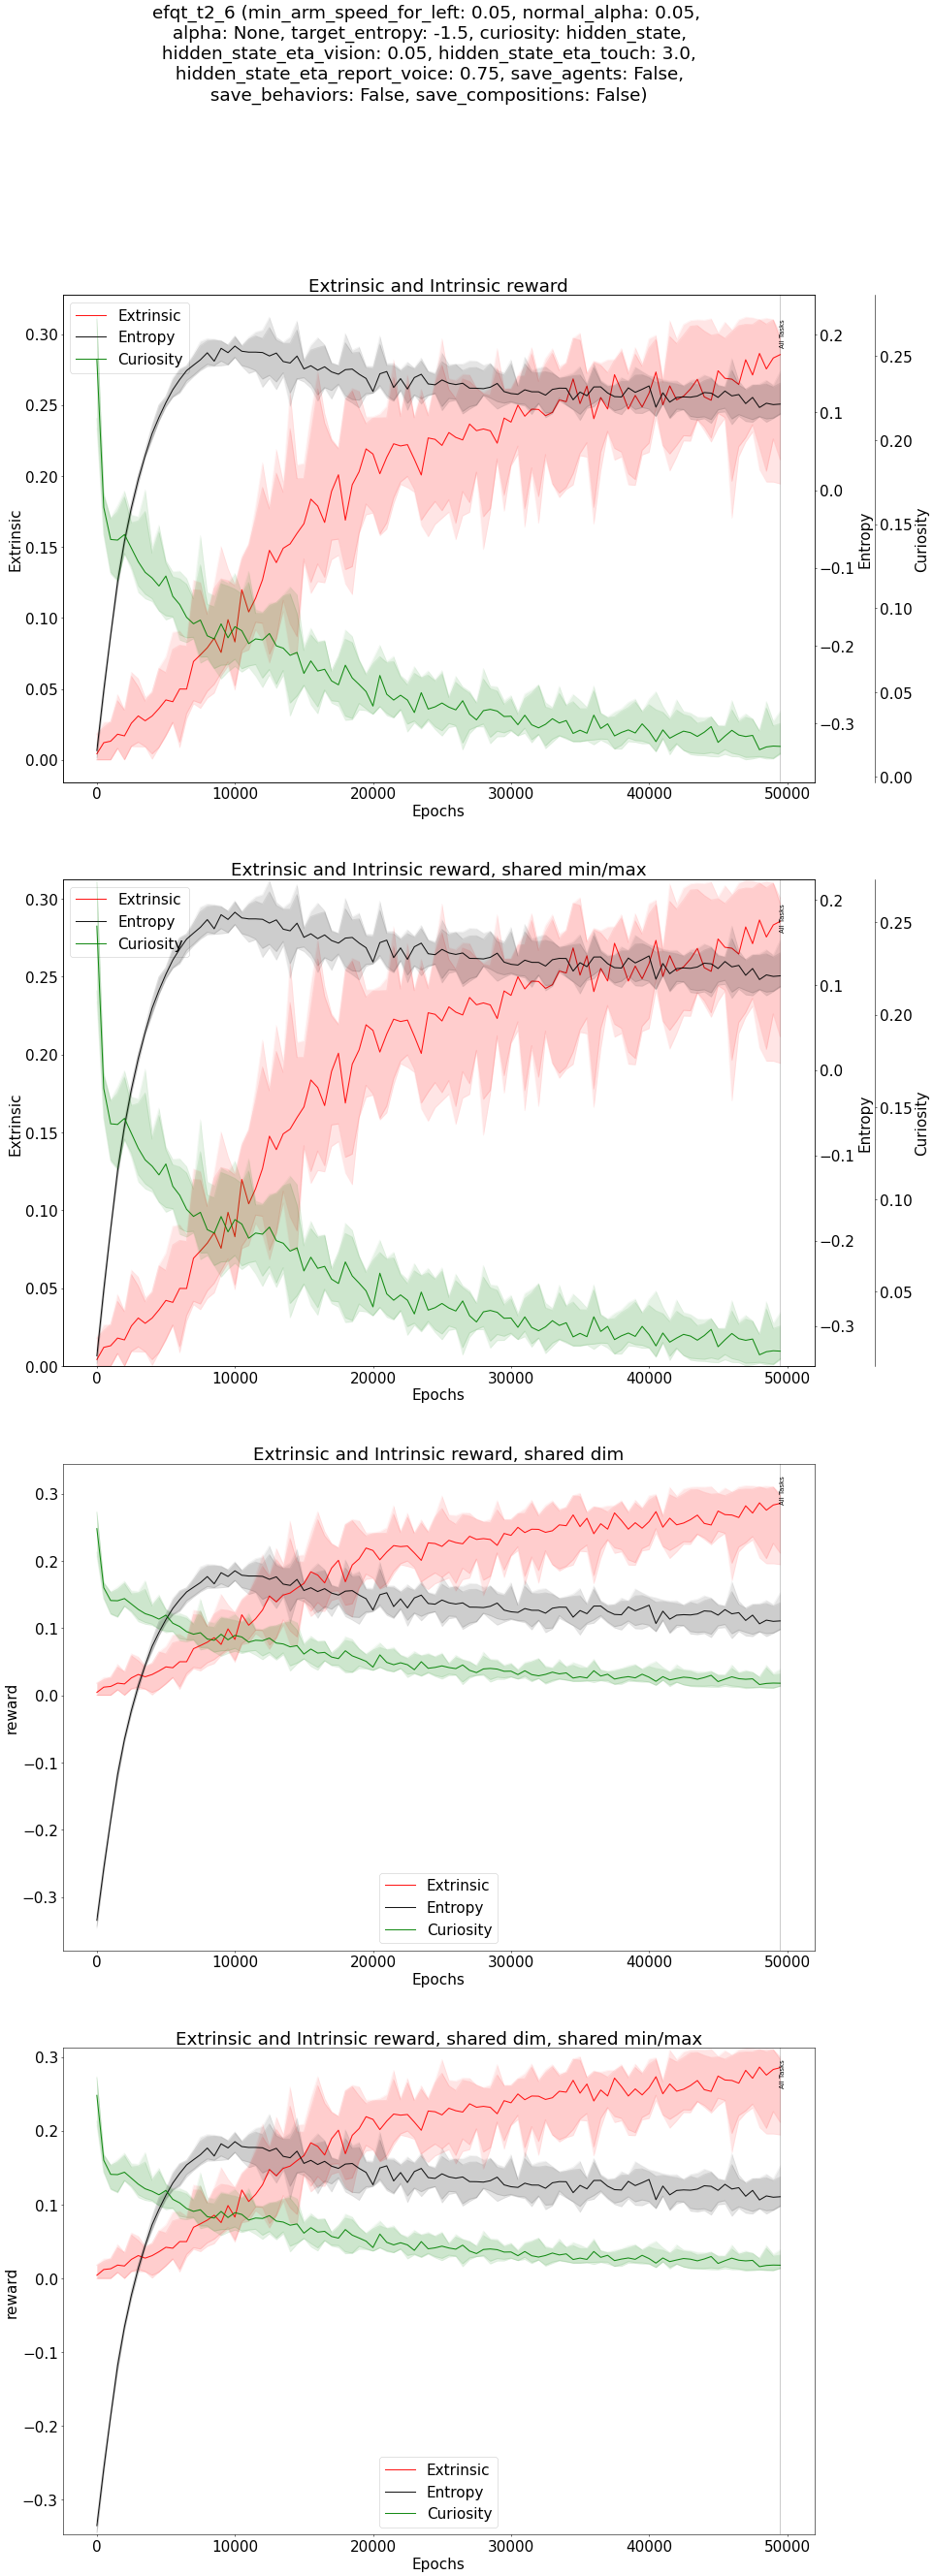 efqt_t2_6 (min_arm_speed_for_left: 0.05, normal_alpha: 0.05,
alpha: None, target_entropy: -1.5, curiosity: hidden_state,
hidden_state_eta_vision: 0.05, hidden_state_eta_touch: 3.0,
hidden_state_eta_report_voice: 0.75, save_agents: False,
save_behaviors: False, save_compositions: False)
Extrinsic and Intrinsic reward
Extrinsic
Entropy
Curiosity
All Tasks
0.30
0.25
0.20
0.15
0.10
0.05
0.00
Extrinsic
0.2
0.1
0.0
−0.1
−0.2
−0.3
Entropy
0.25
0.20
0.15
0.10
0.05
0.00
Curiosity
0 10000 20000 30000 40000 50000
Epochs
Extrinsic and Intrinsic reward, shared min/max
Extrinsic
Entropy
Curiosity
All Tasks
0.30
0.25
0.20
0.15
0.10
0.05
0.00
Extrinsic
0.2
0.1
0.0
−0.1
−0.2
−0.3
Entropy
0.25
0.20
0.15
0.10
0.05
Curiosity
0 10000 20000 30000 40000 50000
Epochs
Extrinsic and Intrinsic reward, shared dim
All Tasks
0.3
0.2
0.1
0.0
−0.1
−0.2
−0.3
reward
Extrinsic
Entropy
Curiosity
0 10000 20000 30000 40000 50000
Epochs
Extrinsic and Intrinsic reward, shared dim, shared min/max
All Tasks
0.3
0.2
0.1
0.0
−0.1
−0.2
−0.3
reward
Extrinsic
Entropy
Curiosity
0 10000 20000 30000 40000 50000
Epochs